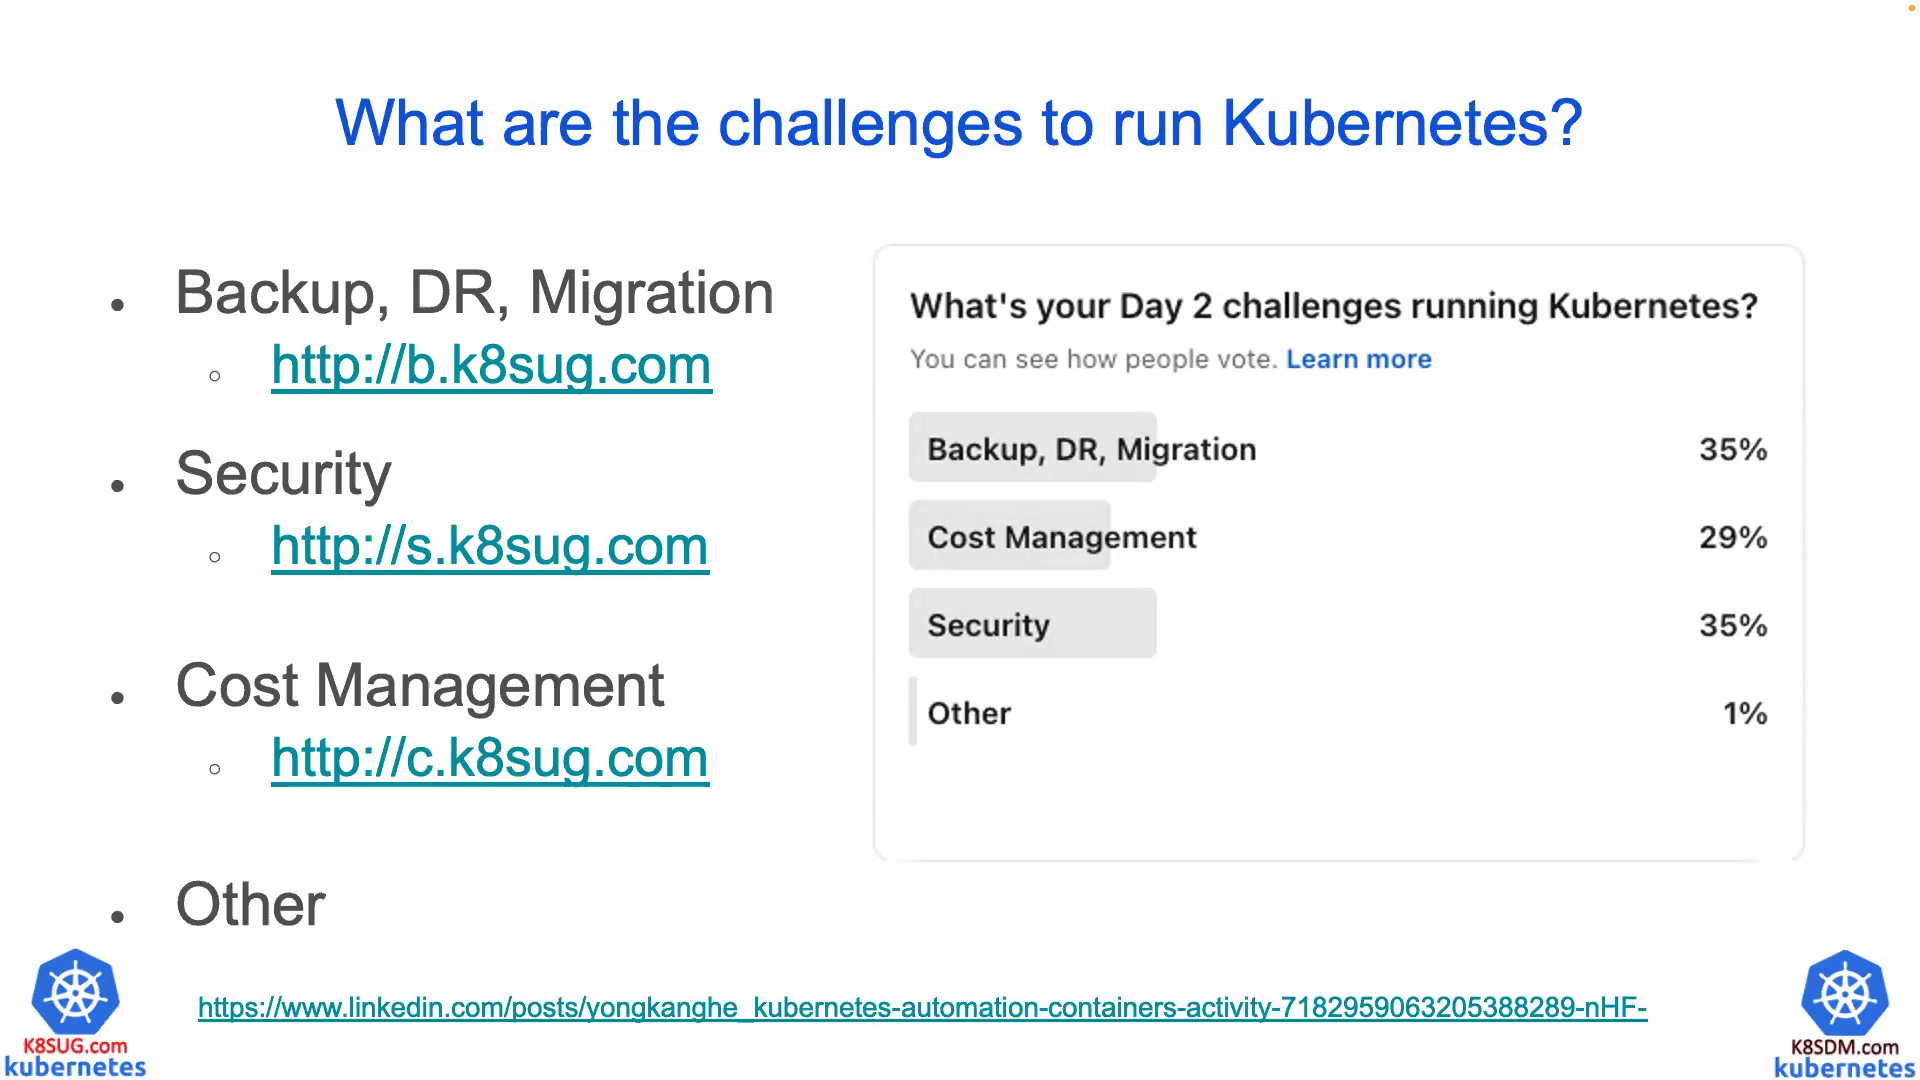 What are the challenges to run Kubernetes?
Backup, DR, Migration
http://b.k8sug.com
Security
http://s.k8sug.com
Cost Management
http://c.k8sug.com
Other
What's your Day 2 challenges running Kubernetes?
You can see how people vote. Learn more
Backup, DR, Migration 35%
Cost Management 29%
Security 35%
Other 1%
https://www.linkedin.com/posts/yongkanghe_kubernetes-automation-containers-activity-7182959063205388289-nHF-
K8SUG.com
kubernetes
K8SDM.com
kubernetes